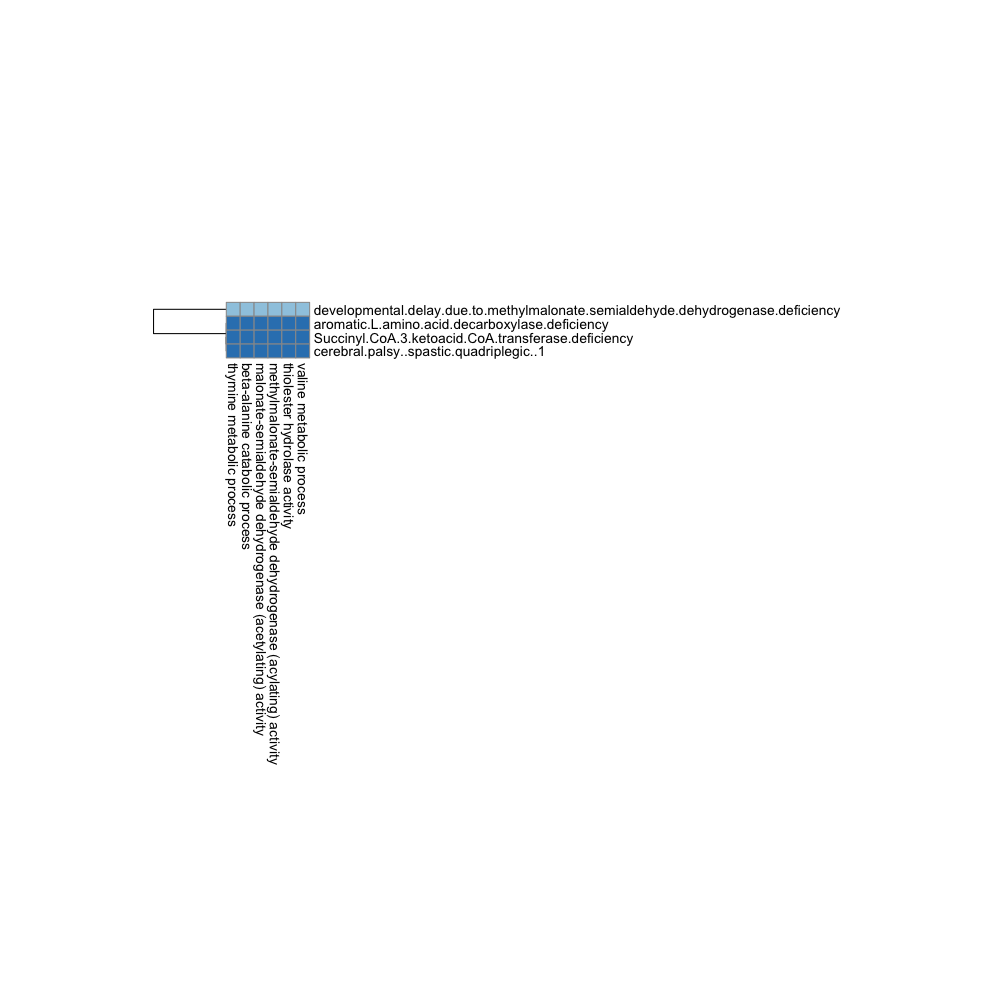 developmental.delay.due.to.methylmalonate.semialdehyde.dehydrogenase.deficiency
aromatic.L.amino.acid.decarboxylase.deficiency
Succinyl.CoA.3.ketoacid.CoA.transferase.deficiency
cerebral.palsy..spastic.quadriplegic..1
thymine metabolic process
beta-alanine catabolic process
malonate-semialdehyde dehydrogenase (acetylating) activity
methylmalonate-semialdehyde dehydrogenase (acylating) activity
thiolester hydrolase activity
valine metabolic process